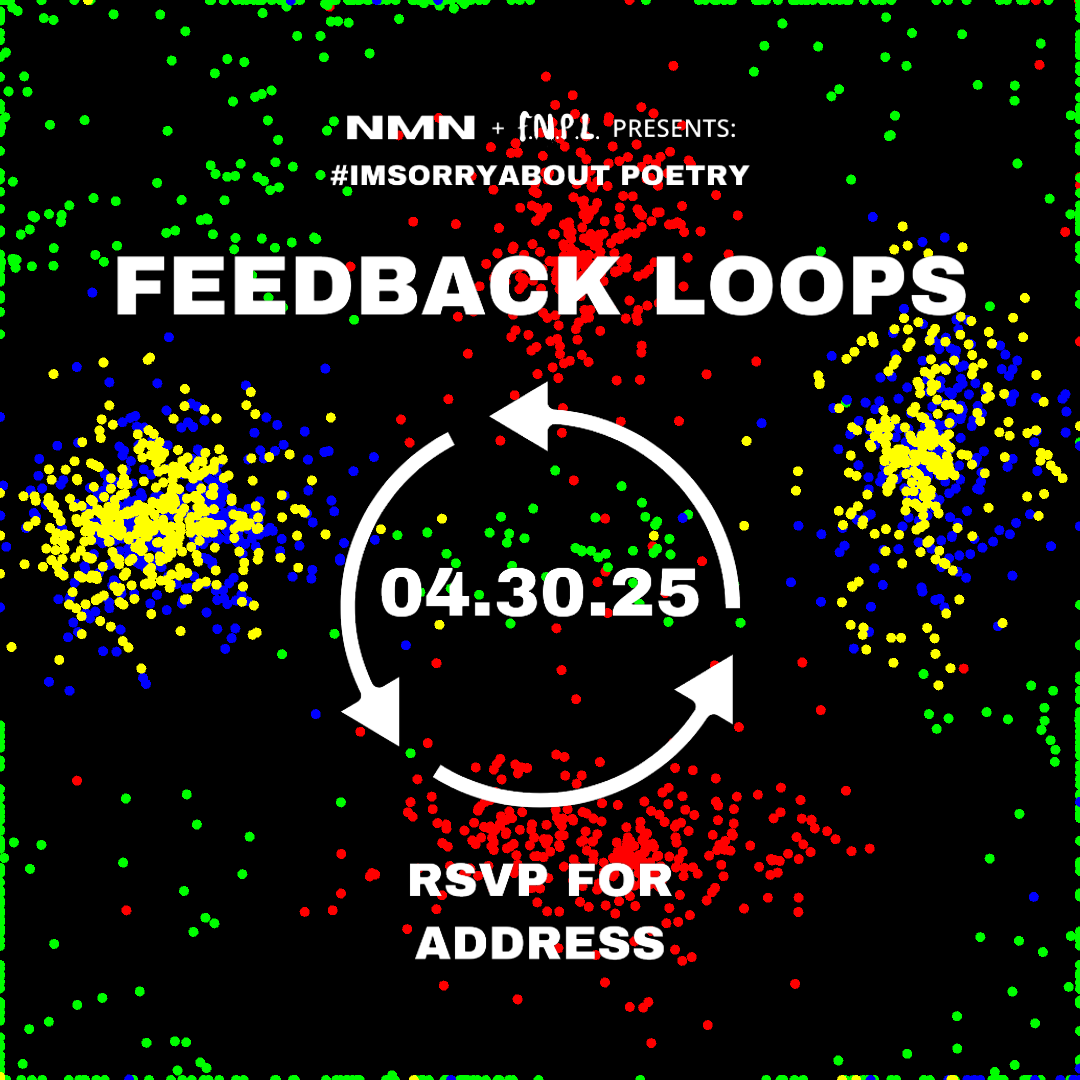 NMN + F.N.P.L. PRESENTS:
#IMSORRYABOUT POETRY
FEEDBACK LOOPS
04.30.25
RSVP FOR
ADDRESS